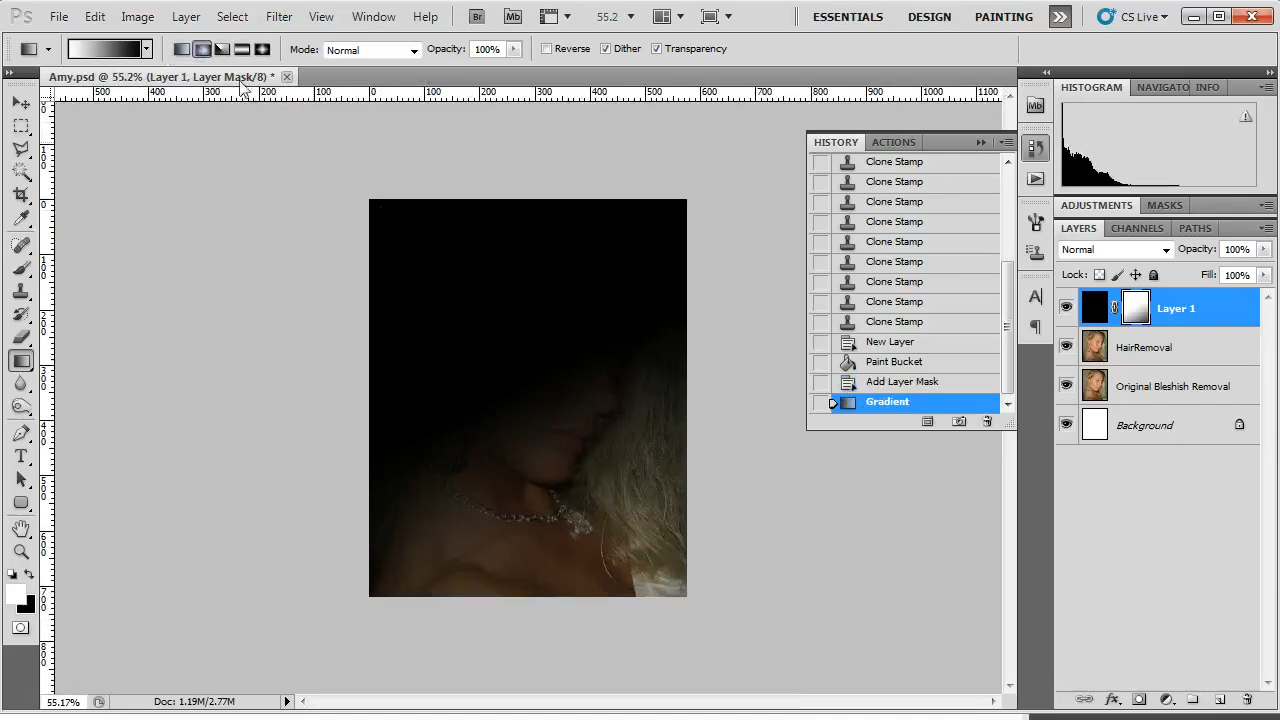 Ps File Edit Image Layer Select Filter View Window Help Br Mb 55.2 ESSENTIALS DESIGN PAINTING CS Live
Mode: Normal Opacity: 100% Reverse Dither Transparency
Amy.psd @ 55.2% (Layer 1, Layer Mask/8) *
500 400 300 200 100 0 100 200 300 400 500 600 700 800 900 1000 1100
HISTOGRAM NAVIGATO INFO
Mb
HISTORY ACTIONS
Clone Stamp
Clone Stamp
Clone Stamp
Clone Stamp
Clone Stamp
Clone Stamp
Clone Stamp
Clone Stamp
Clone Stamp
New Layer
Paint Bucket
Add Layer Mask
Gradient
ADJUSTMENTS MASKS
LAYERS CHANNELS PATHS
Normal Opacity: 100%
Lock: Fill: 100%
Layer 1
HairRemoval
Original Bleshish Removal
Background
55.17% Doc: 1.19M/2.77M